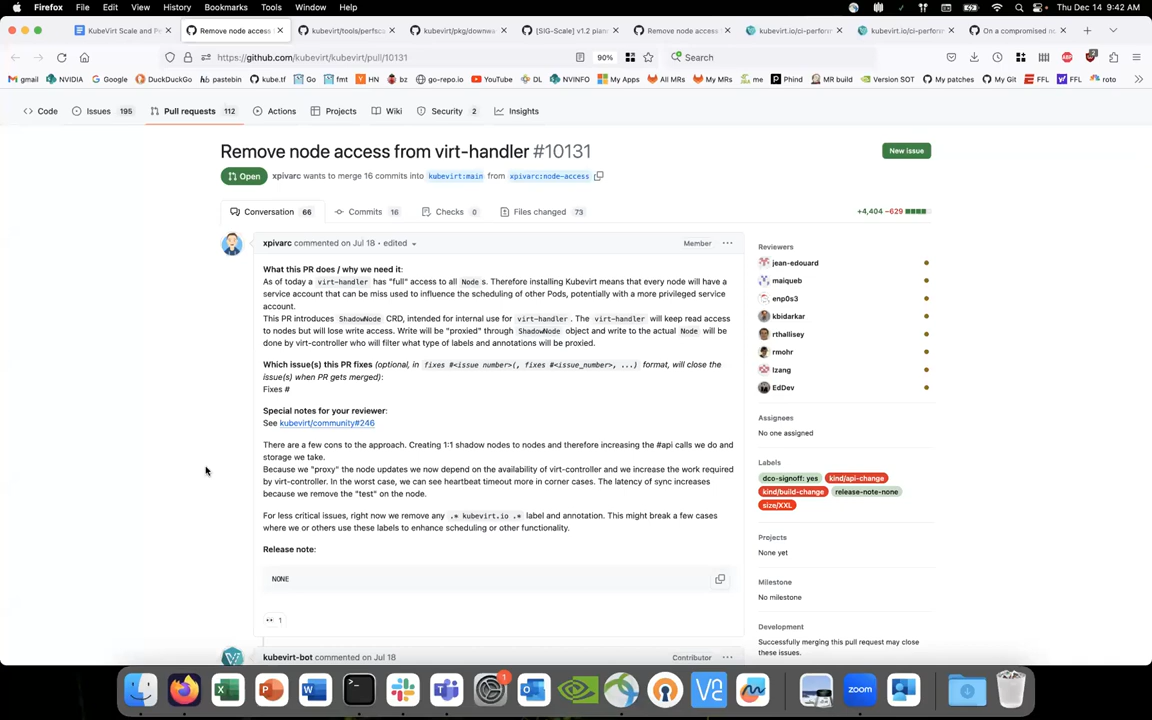 Firefox File Edit View History Bookmarks Tools Window Help Thu Dec 14 9:42 AM
KubeVirt Scale and Pe Remove node access kubevirt/tools/perfsca kubevirt/pkg/downwa [SIG-Scale] v1.2 plann Remove node access kubevirt.io/ci-perform kubevirt.io/ci-perform On a compromised no
https://github.com/kubevirt/kubevirt/pull/10131 90% Search
gmail NVIDIA Google DuckDuckGo pastebin kube.tf Got fmt HN bz go-repo.io YouTube DL NVINFO My Apps All MRs My MRs me Phind MR build Version SOT My patches My Git FFL FFL roto
Code Issues 195 Pull requests 112 Actions Projects Wiki Security 2 Insights
Remove node access from virt-handler #10131
New issue
Open xpivarc wants to merge 16 commits into kubevirt:main from xpivarc:node-access
Conversation 66 Commits 16 Checks 0 Files changed 73 +4,404 −629
xpivarc commented on Jul 18 • edited Member
What this PR does / why we need it:
As of today a virt-handler has "full" access to all Node s. Therefore installing Kubevirt means that every node will have a
service account that can be miss used to influence the scheduling of other Pods, potentially with a more privileged service
account.
This PR introduces ShadowNode CRD, intended for internal use for virt-handler. The virt-handler will keep read access
to nodes but will lose write access. Write will be "proxied" through ShadowNode object and write to the actual Node will be
done by virt-controller who will filter what type of labels and annotations will be proxied.
Which issue(s) this PR fixes (optional, in fixes #<issue number>(, fixes #<issue_number>, ...) format, will close the
issue(s) when PR gets merged):
Fixes #
Special notes for your reviewer:
See kubevirt/community#246
There are a few cons to the approach. Creating 1:1 shadow nodes to nodes and therefore increasing the #api calls we do and
storage we take.
Because we "proxy" the node updates we now depend on the availability of virt-controller and we increase the work required
by virt-controller. In the worst case, we can see heartbeat timeout more in corner cases. The latency of sync increases
because we remove the "test" on the node.
For less critical issues, right now we remove any .* kubevirt.io .* label and annotation. This might break a few cases
where we or others use these labels to enhance scheduling or other functionality.
Release note:
NONE
1
kubevirt-bot commented on Jul 18 Contributor
Reviewers
jean-edouard
maiqueb
enp0s3
kbidarkar
rthallisey
rmohr
lzang
EdDev
Assignees
No one assigned
Labels
dco-signoff: yes kind/api-change
kind/build-change release-note-none
size/XXL
Projects
None yet
Milestone
No milestone
Development
Successfully merging this pull request may close
these issues.
1
zoom